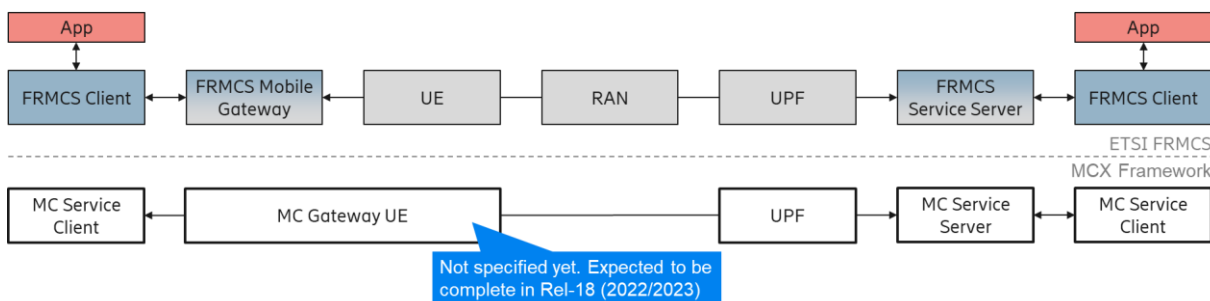 App
App
FRMCS Client
FRMCS Mobile
Gateway
UE
RAN
UPF
FRMCS
Service Server
FRMCS Client
ETSI FRMCS
MCX Framework
MC Service
Client
MC Gateway UE
UPF
MC Service
Server
MC Service
Client
Not specified yet. Expected to be
complete in Rel-18 (2022/2023)